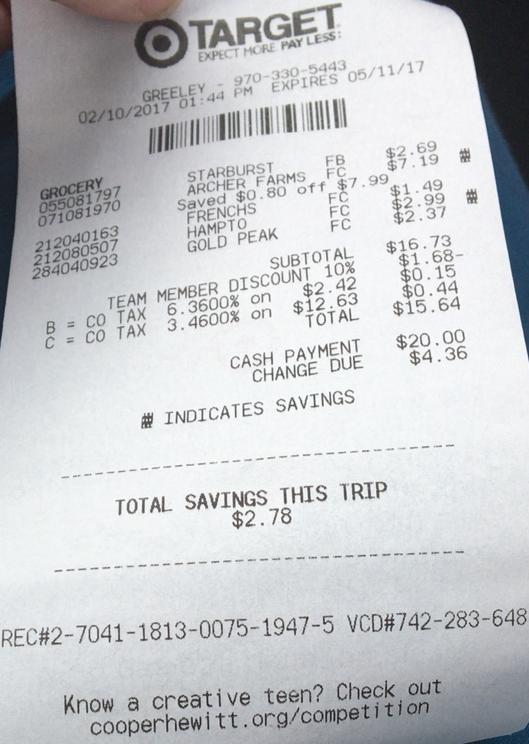 TARGET
EXPECT MORE PAY LESS:
GREELEY - 970-330-5443
02/10/2017 01:44 PM EXPIRES 05/11/17
GROCERY
055081797 STARBURST FB $2.69
071081970 ARCHER FARMS FC $7.19 #
Saved $0.80 off $7.99
212040163 FRENCHS FC $1.49
212080507 HAMPTO FC $2.99 #
284040923 GOLD PEAK FC $2.37
SUBTOTAL $16.73
TEAM MEMBER DISCOUNT 10% $1.68-
B = CO TAX 6.3600% on $2.42 $0.15
C = CO TAX 3.4600% on $12.63 $0.44
TOTAL $15.64
CASH PAYMENT $20.00
CHANGE DUE $4.36
# INDICATES SAVINGS
TOTAL SAVINGS THIS TRIP
$2.78
REC#2-7041-1813-0075-1947-5 VCD#742-283-648
Know a creative teen? Check out
cooperhewitt.org/competition